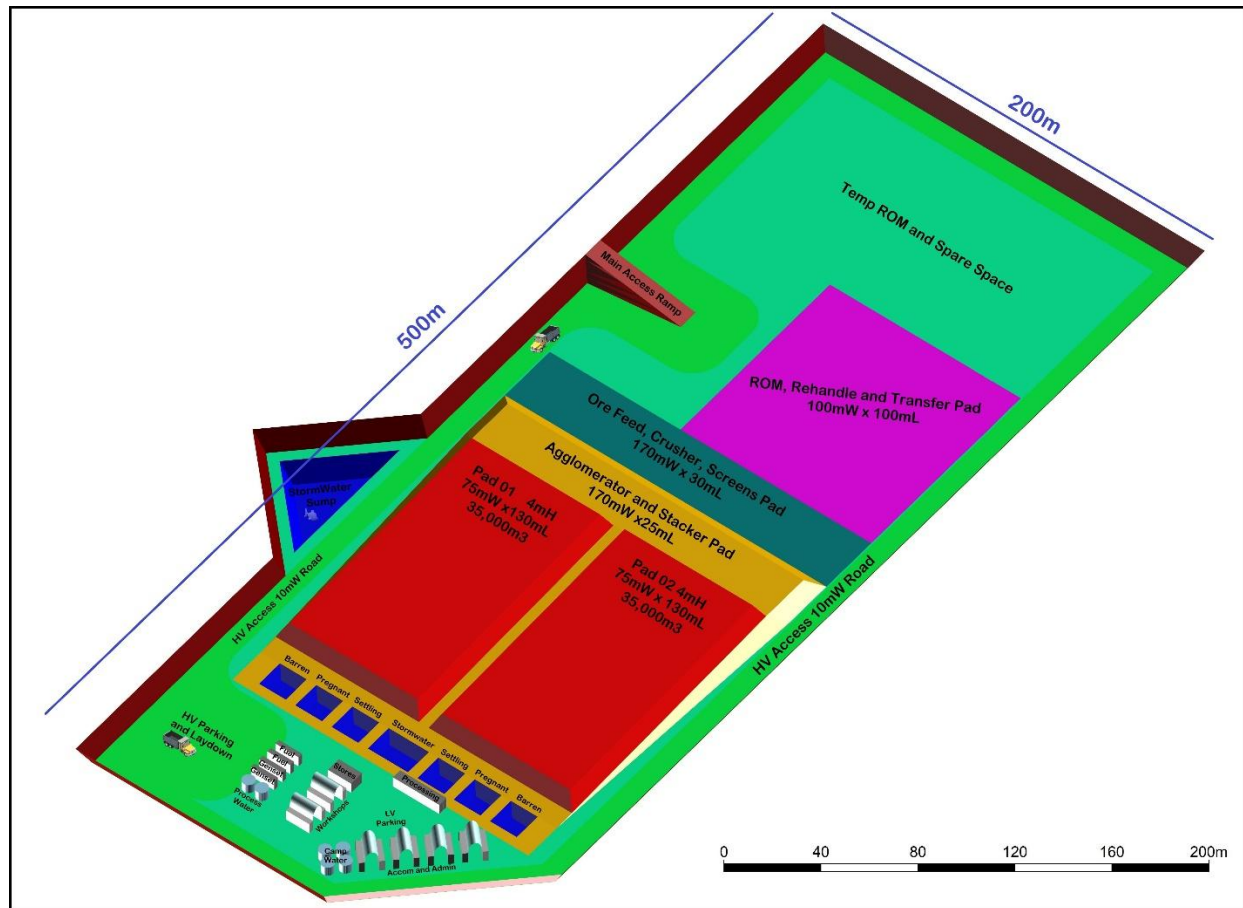 200m
500m
Temp ROM and Spare Space
Main Access Ramp
ROM, Rehandle and Transfer Pad
100mW x 100mL
Ore Feed, Crusher, Screens Pad
170mW x 30mL
Agglomerator and Stacker Pad
170mW x25mL
Pad 01 4mH
75mW x130mL
35,000m3
Pad 02 4mH
75mW x 130mL
35,000m3
StormWater
Sump
HV Access 10mW Road
HV Access 10mW Road
Barren
Pregnant
Settling
Stormwater
Settling
Pregnant
Barren
HV Parking
and Laydown
Fuel
Fuel
Genset
Genset
Process
Water
Stores
Workshops
Processing
LV
Parking
Camp
Water
Accom and Admin
0 40 80 120 160 200m